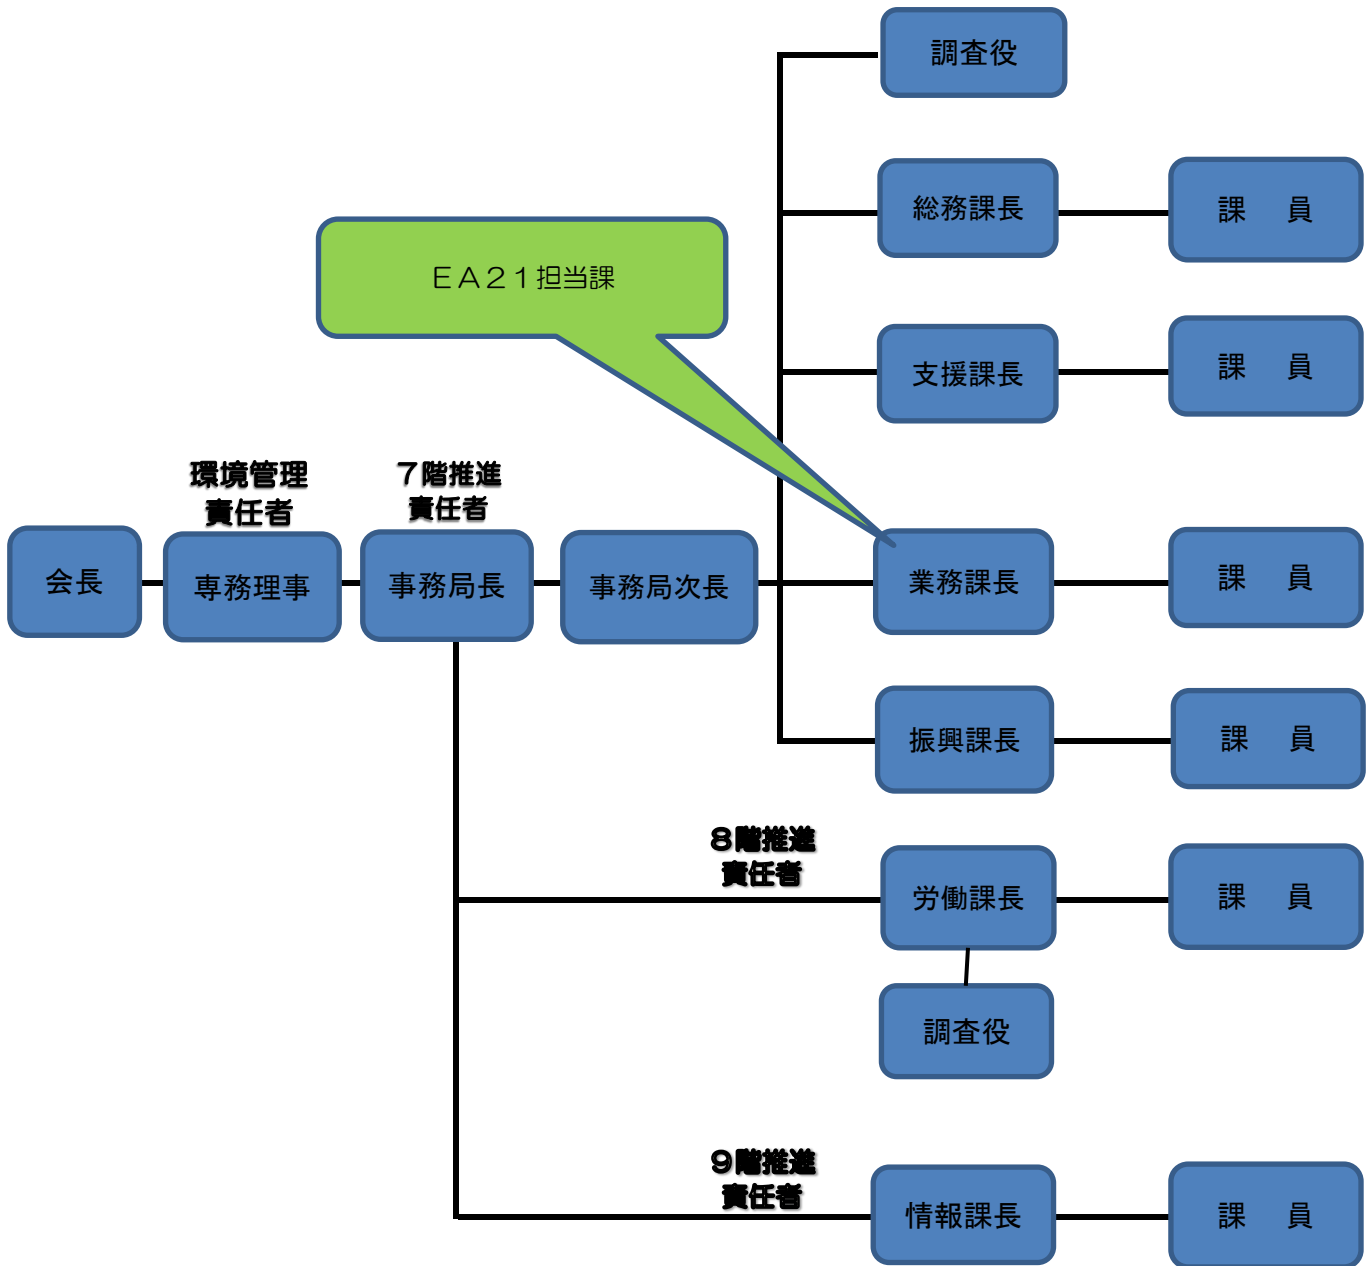 調査役
総務課長
課　員
ＥＡ２１担当課
支援課長
課　員
環境管理
責任者
７階推進
責任者
会長
専務理事
事務局長
事務局次長
業務課長
課　員
振興課長
課　員
８階推進
責任者
労働課長
課　員
調査役
９階推進
責任者
情報課長
課　員